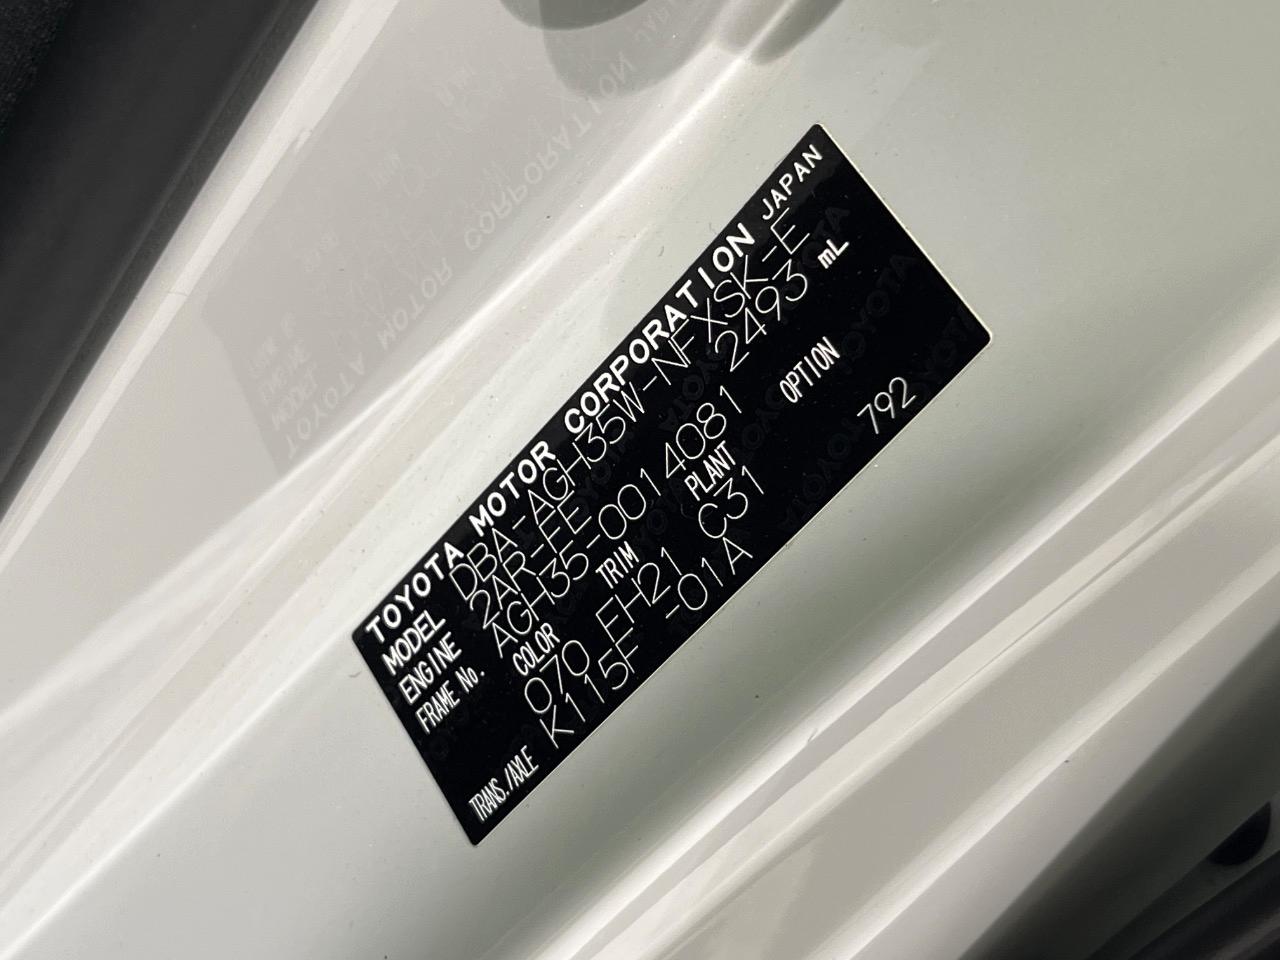 TOYOTA MOTOR CORPORATION JAPAN
MODEL DBA-AGH35W-NFXSK-E
ENGINE 2AR-FE 2493 mL
FRAME No. AGH35-0014081
COLOR TRIM PLANT OPTION
070 EH21 C31 792
TRANS./AXLE K115F -01A